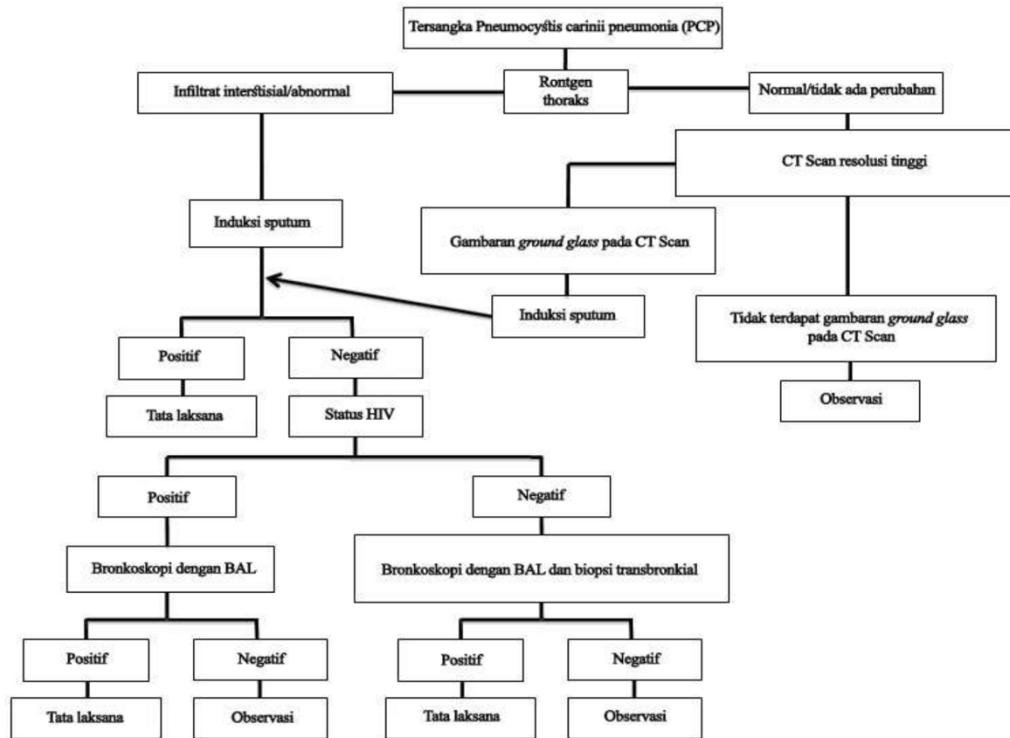 Tersangka Pneumocystis carinii pneumonia (PCP)
Infiltrat interstisial/abnormal
Rontgen
thoraks
Normal/tidak ada perubahan
CT Scan resolusi tinggi
Induksi sputum
Gambaran ground glass pada CT Scan
Induksi sputum
Tidak terdapat gambaran ground glass
pada CT Scan
Positif
Negatif
Observasi
Tata laksana
Status HIV
Positif
Negatif
Bronkoskopi dengan BAL
Bronkoskopi dengan BAL dan biopsi transbronkial
Positif
Negatif
Positif
Negatif
Tata laksana
Observasi
Tata laksana
Observasi